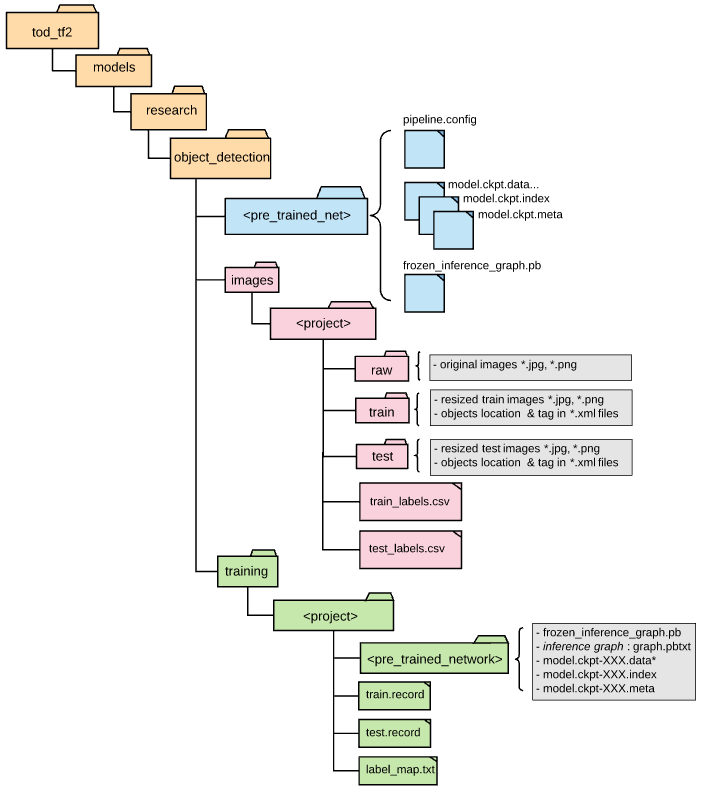 tod_tf2
models
research
object_detection
pipeline.config
model.ckpt.data...
model.ckpt.index
model.ckpt.meta
<pre_trained_net>
frozen_inference_graph.pb
images
<project>
raw
- original images *.jpg, *.png
train
- resized train images *.jpg, *.png
- objects location & tag in *.xml files
test
- resized test images *.jpg, *.png
- objects location & tag in *.xml files
train_labels.csv
test_labels.csv
training
<project>
<pre_trained_network>
- frozen_inference_graph.pb
- inference graph : graph.pbtxt
- model.ckpt-XXX.data*
- model.ckpt-XXX.index
- model.ckpt-XXX.meta
train.record
test.record
label_map.txt